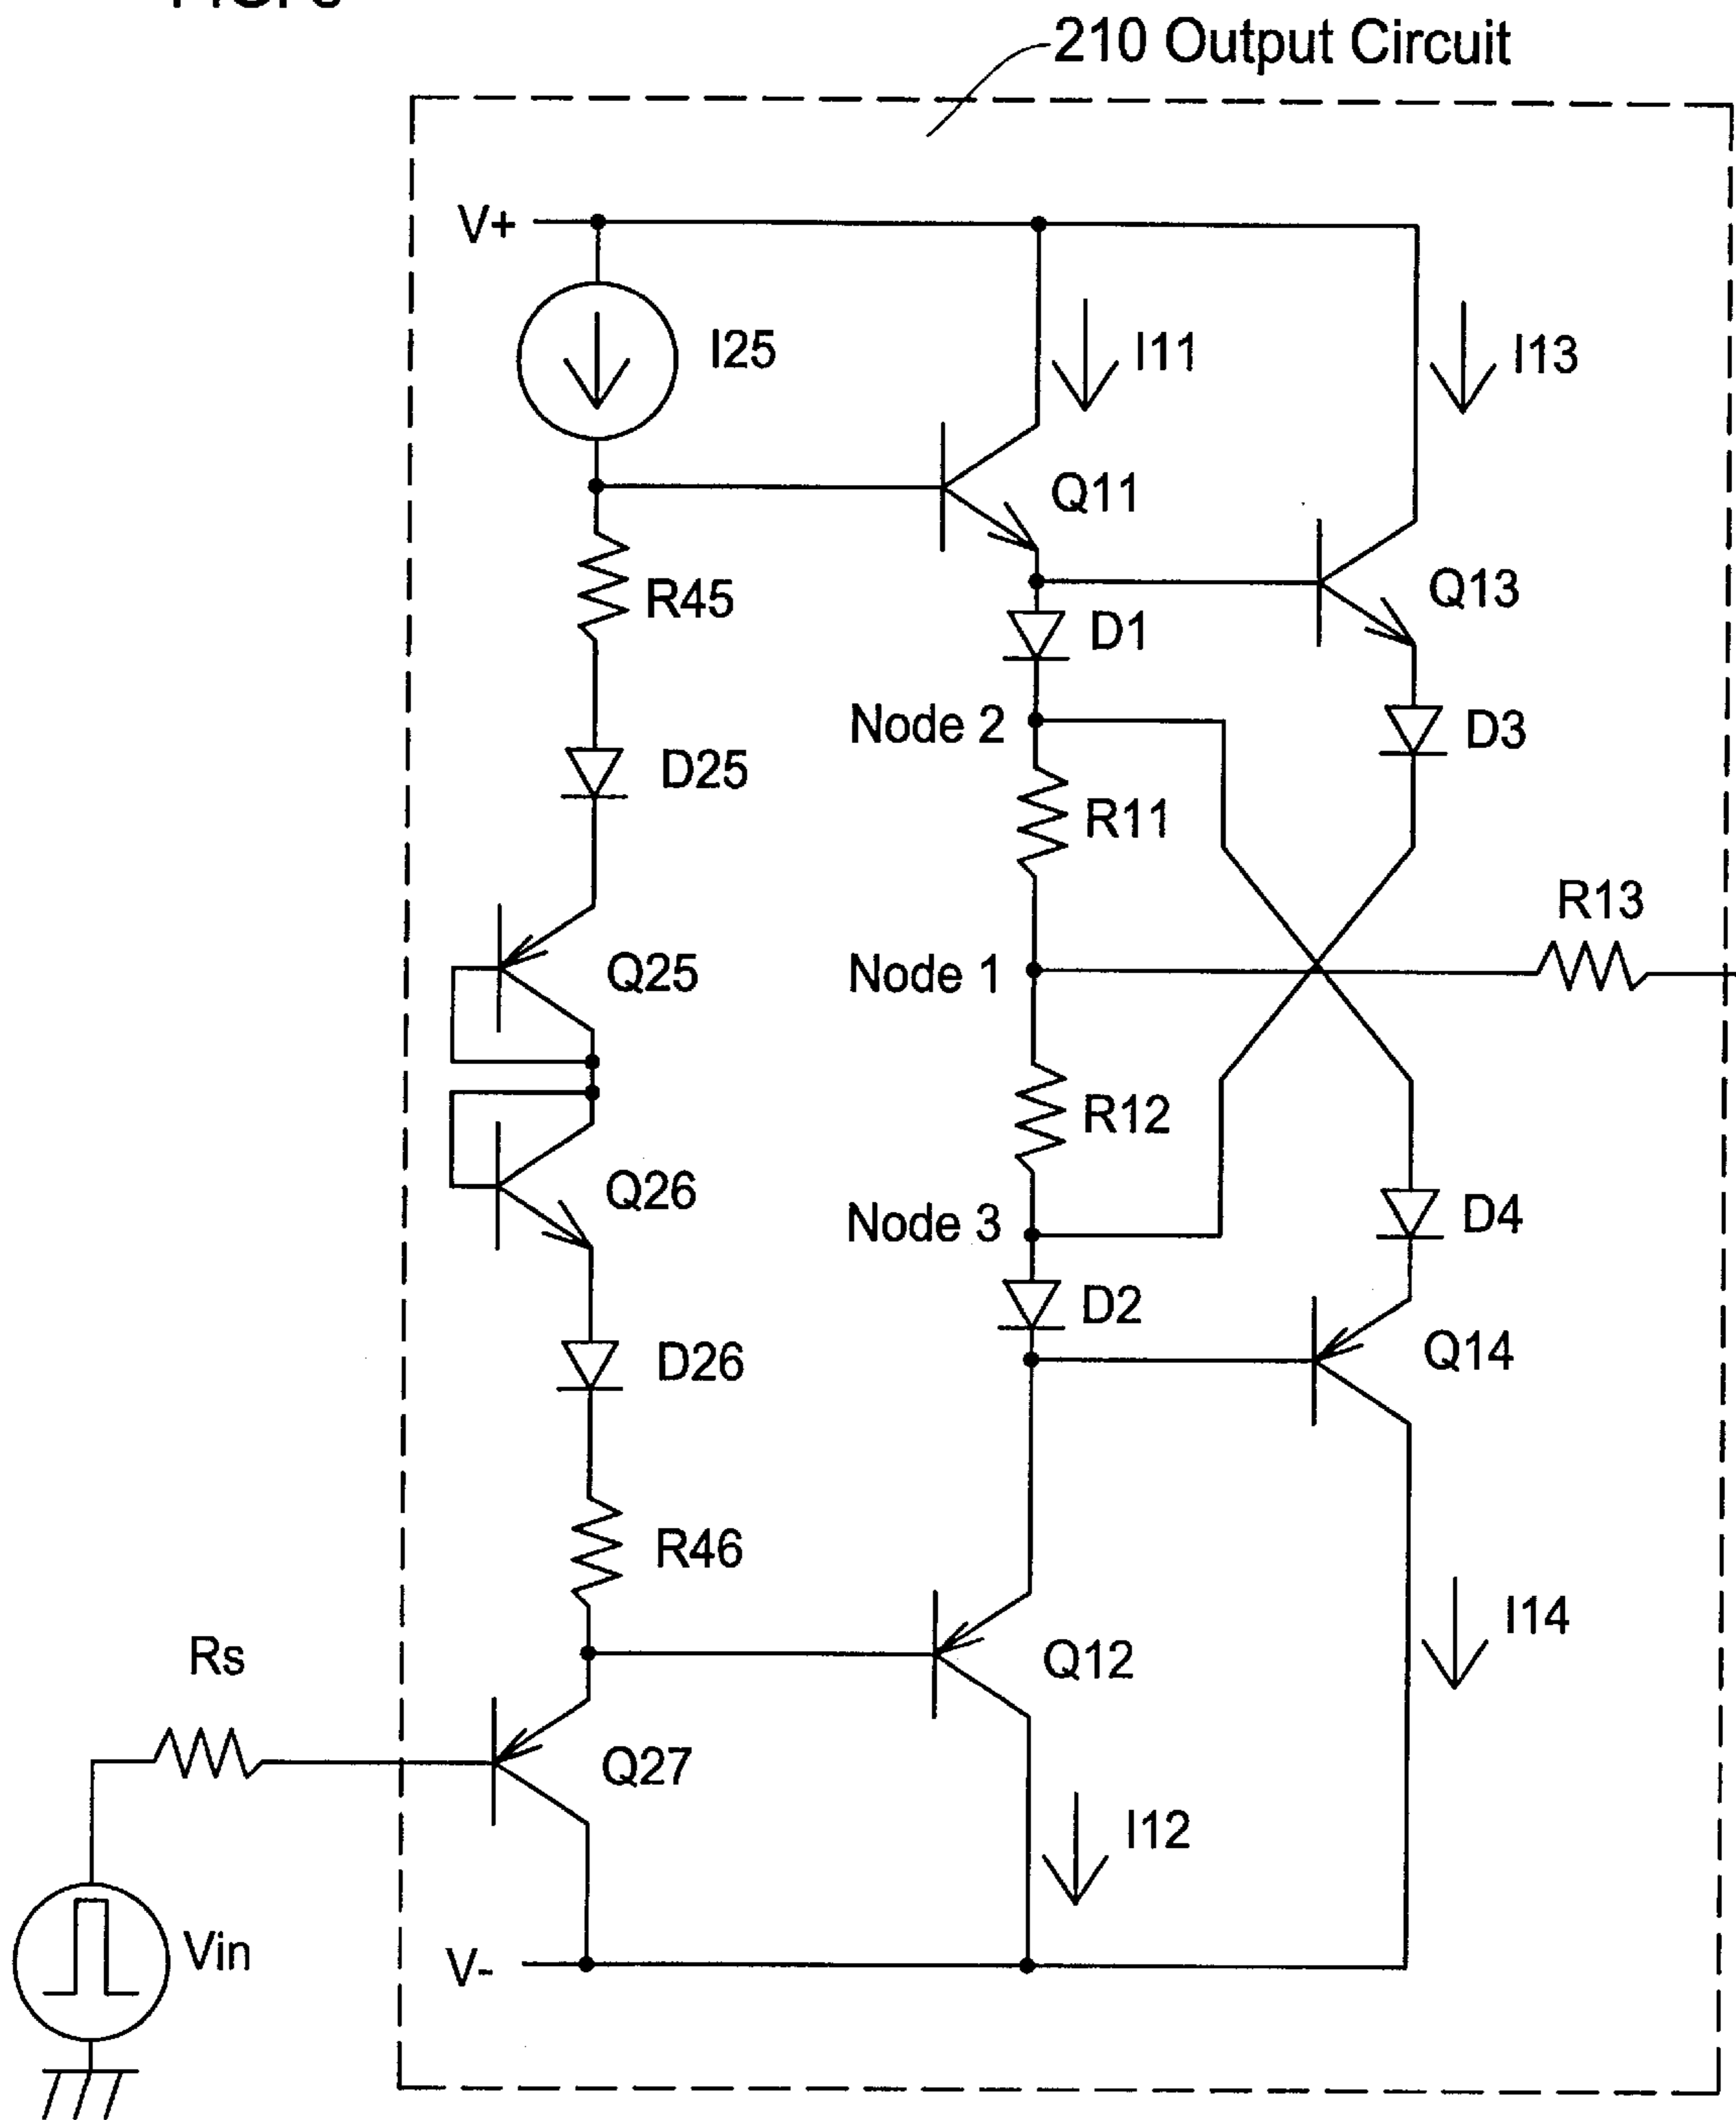 210 Output Circuit
V+
I25
I11
I13
Q11
R45
Q13
D1
Node 2
D3
D25
R11
R13
Q25
Node 1
R12
Q26
Node 3
D4
D2
D26
Q14
R46
I14
Rs
Q12
Q27
I12
Vin
V-